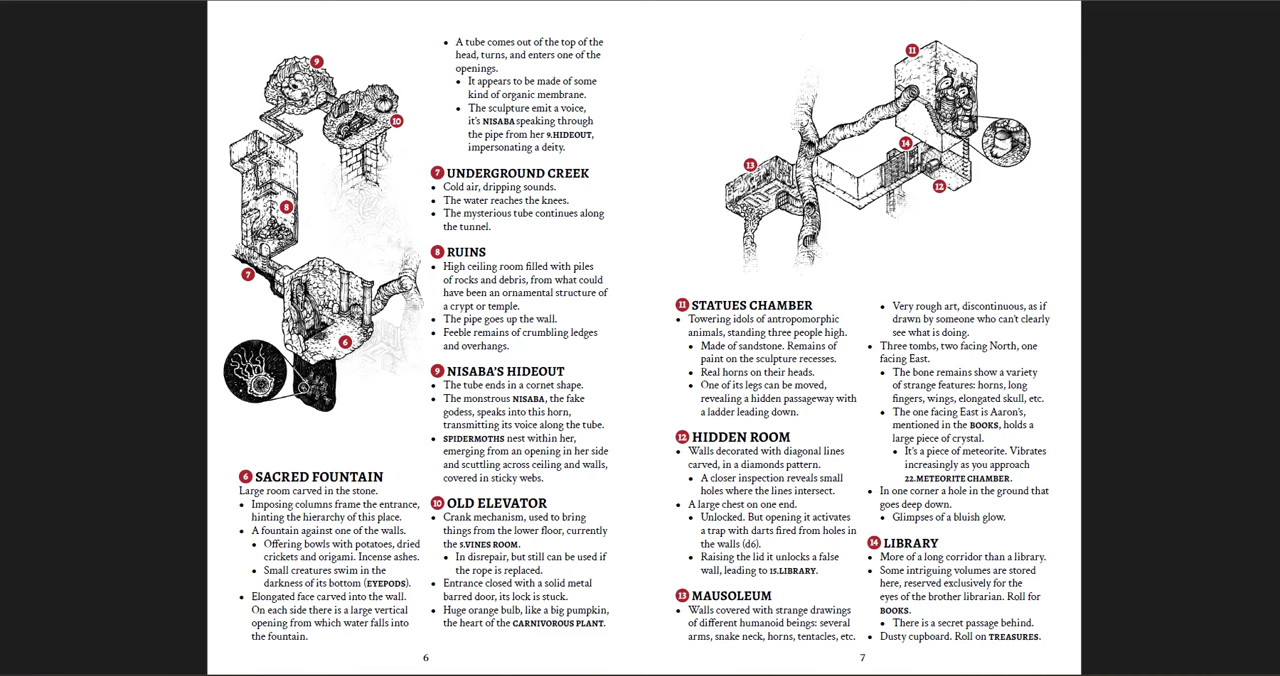 9
10
8
7
6
6 SACRED FOUNTAIN
Large room carved in the stone.
• Imposing columns frame the entrance,
hinting the hierarchy of this place.
• A fountain against one of the walls.
• Offering bowls with potatoes, dried
crickets and origami. Incense ashes.
• Small creatures swim in the
darkness of its bottom (EYEPODS).
• Elongated face carved into the wall.
On each side there is a large vertical
opening from which water falls into
the fountain.
• A tube comes out of the top of the
head, turns, and enters one of the
openings.
• It appears to be made of some
kind of organic membrane.
• The sculpture emit a voice,
it's NISABA speaking through
the pipe from her 9.HIDEOUT,
impersonating a deity.
7 UNDERGROUND CREEK
• Cold air, dripping sounds.
• The water reaches the knees.
• The mysterious tube continues along
the tunnel.
8 RUINS
• High ceiling room filled with piles
of rocks and debris, from what could
have been an ornamental structure of
a crypt or temple.
• The pipe goes up the wall.
• Feeble remains of crumbling ledges
and overhangs.
9 NISABA'S HIDEOUT
• The tube ends in a cornet shape.
• The monstrous NISABA, the fake
godess, speaks into this horn,
transmitting its voice along the tube.
• SPIDERMOTHS nest within her,
emerging from an opening in her side
and scuttling across ceiling and walls,
covered in sticky webs.
10 OLD ELEVATOR
• Crank mechanism, used to bring
things from the lower floor, currently
the 5.VINES ROOM.
• In disrepair, but still can be used if
the rope is replaced.
• Entrance closed with a solid metal
barred door, its lock is stuck.
• Huge orange bulb, like a big pumpkin,
the heart of the CARNIVOROUS PLANT.
6
11
14
13
12
11 STATUES CHAMBER
• Towering idols of antropomorphic
animals, standing three people high.
• Made of sandstone. Remains of
paint on the sculpture recesses.
• Real horns on their heads.
• One of its legs can be moved,
revealing a hidden passageway with
a ladder leading down.
12 HIDDEN ROOM
• Walls decorated with diagonal lines
carved, in a diamonds pattern.
• A closer inspection reveals small
holes where the lines intersect.
• A large chest on one end.
• Unlocked. But opening it activates
a trap with darts fired from holes in
the walls (d6).
• Raising the lid it unlocks a false
wall, leading to 15.LIBRARY.
13 MAUSOLEUM
• Walls covered with strange drawings
of different humanoid beings: several
arms, snake neck, horns, tentacles, etc.
• Very rough art, discontinuous, as if
drawn by someone who can't clearly
see what is doing.
• Three tombs, two facing North, one
facing East.
• The bone remains show a variety
of strange features: horns, long
fingers, wings, elongated skull, etc.
• The one facing East is Aaron's,
mentioned in the BOOKS, holds a
large piece of crystal.
• It's a piece of meteorite. Vibrates
increasingly as you approach
22.METEORITE CHAMBER.
• In one corner a hole in the ground that
goes deep down.
• Glimpses of a bluish glow.
14 LIBRARY
• More of a long corridor than a library.
• Some intriguing volumes are stored
here, reserved exclusively for the
eyes of the brother librarian. Roll for
BOOKS.
• There is a secret passage behind.
• Dusty cupboard. Roll on TREASURES.
7